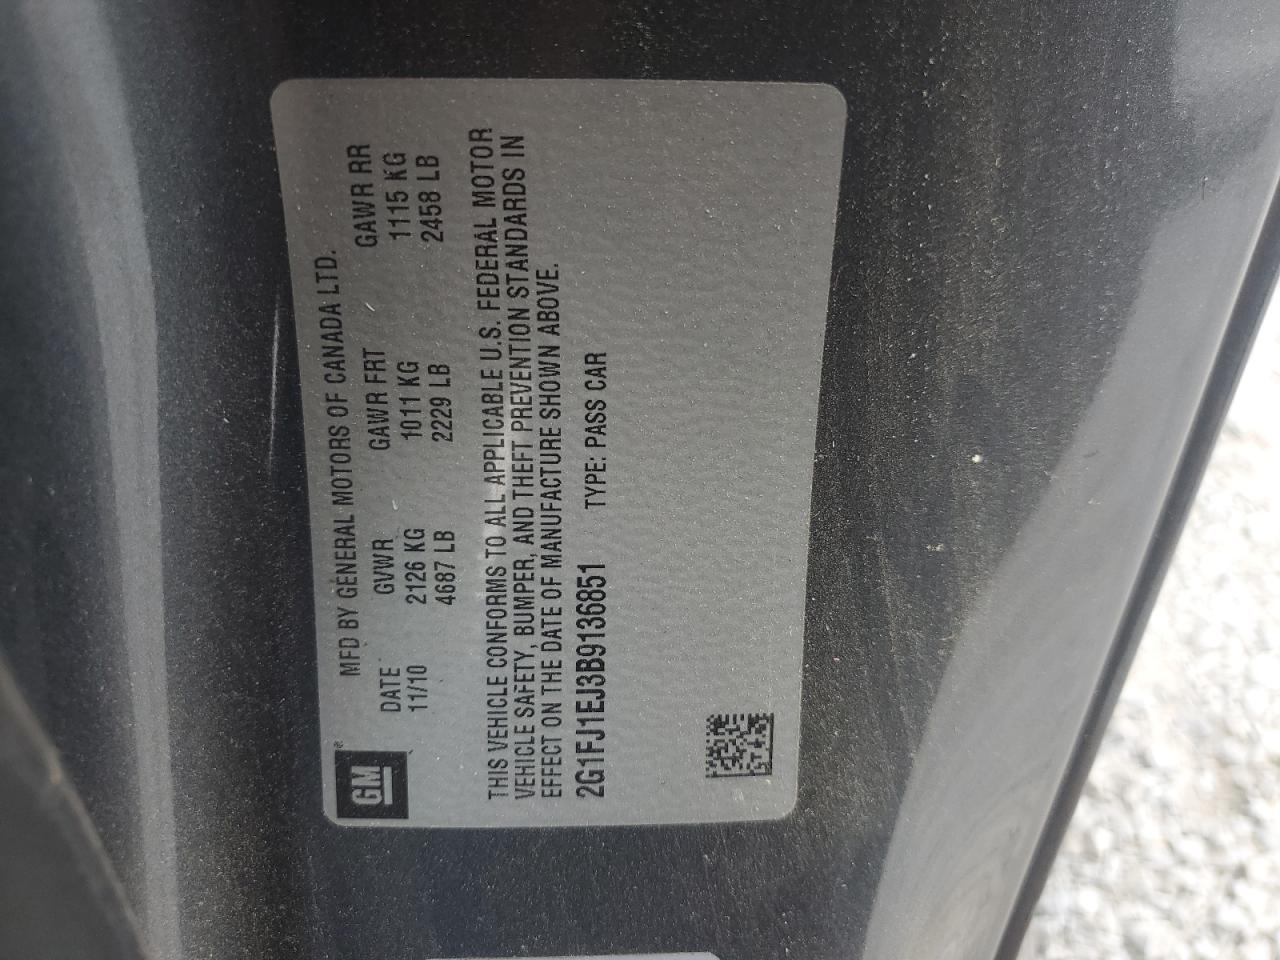 GM®
MFD BY GENERAL MOTORS OF CANADA LTD.
DATE GVWR GAWR FRT GAWR RR
11/10 2126 KG 1011 KG 1115 KG
4687 LB 2229 LB 2458 LB
THIS VEHICLE CONFORMS TO ALL APPLICABLE U.S. FEDERAL MOTOR
VEHICLE SAFETY, BUMPER, AND THEFT PREVENTION STANDARDS IN
EFFECT ON THE DATE OF MANUFACTURE SHOWN ABOVE.
2G1FJ1EJ3B9136851 TYPE: PASS CAR